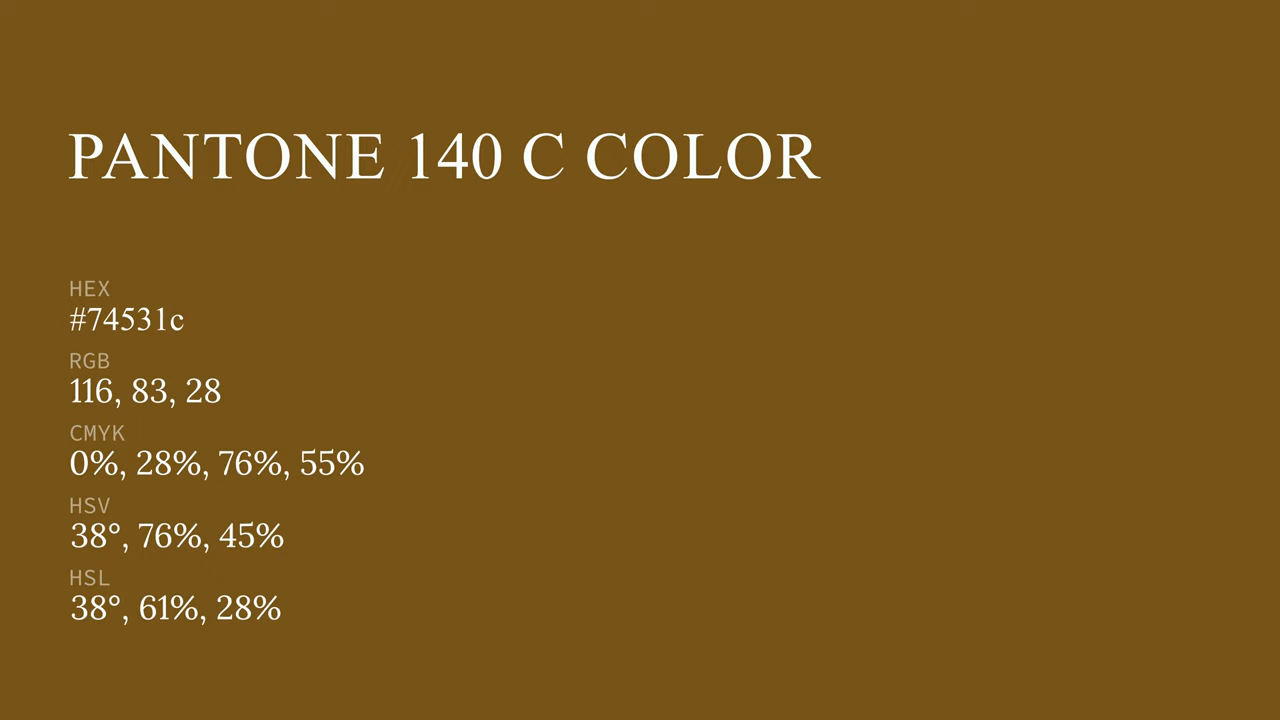 PANTONE 140 C COLOR
HEX
#74531c
RGB
116, 83, 28
CMYK
0%, 28%, 76%, 55%
HSV
38°, 76%, 45%
HSL
38°, 61%, 28%